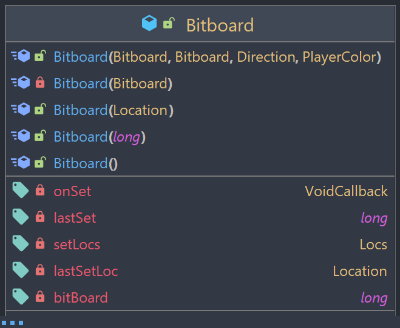 Bitboard
Bitboard(Bitboard, Bitboard, Direction, PlayerColor)
Bitboard(Bitboard)
Bitboard(Location)
Bitboard(long)
Bitboard()
onSet VoidCallback
lastSet long
setLocs Locs
lastSetLoc Location
bitBoard long